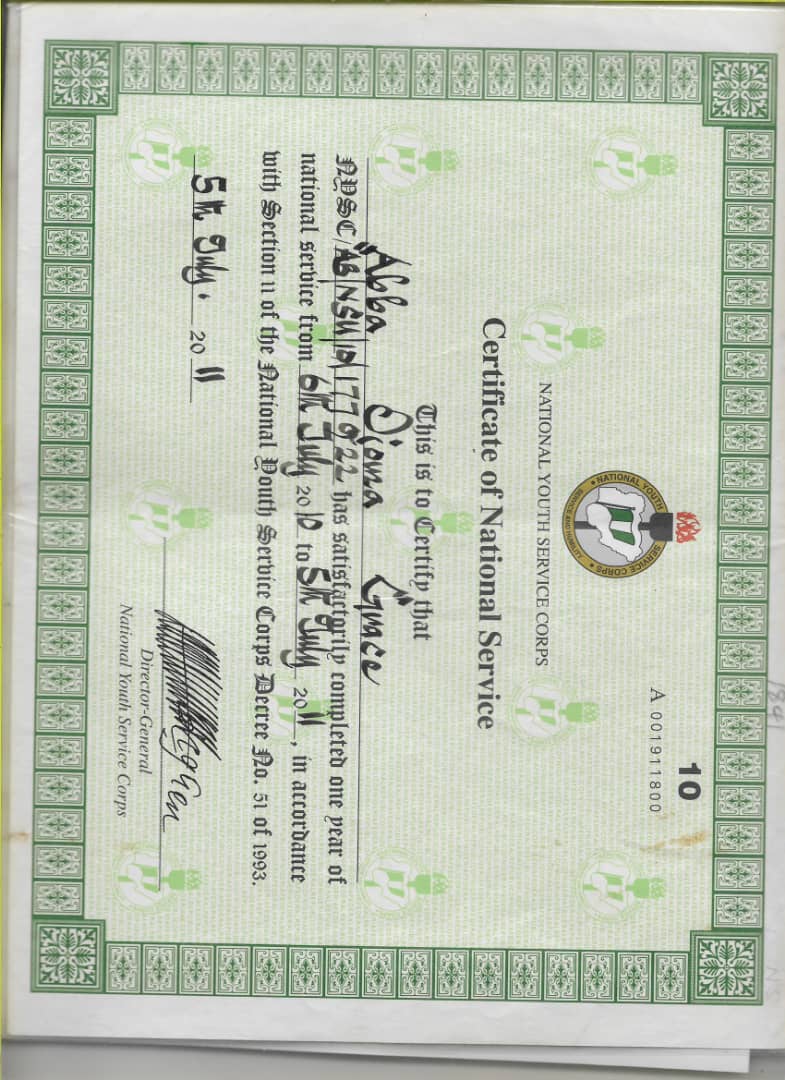 10
A 001911800
NATIONAL YOUTH
SERVICE CORPS
SERVICE AND HUMILITY
NATIONAL YOUTH SERVICE CORPS
Certificate of National Service
This is to Certify that
"Abba Ojoma Grace"
NYSC/AB/NSU/10/177922 has satisfactorily completed one year of
national service from 6th July 2010 to 5th July 2011, in accordance
with Section 11 of the National Youth Service Corps Decree No. 51 of 1993.
5th July. 2011
Director-General
National Youth Service Corps